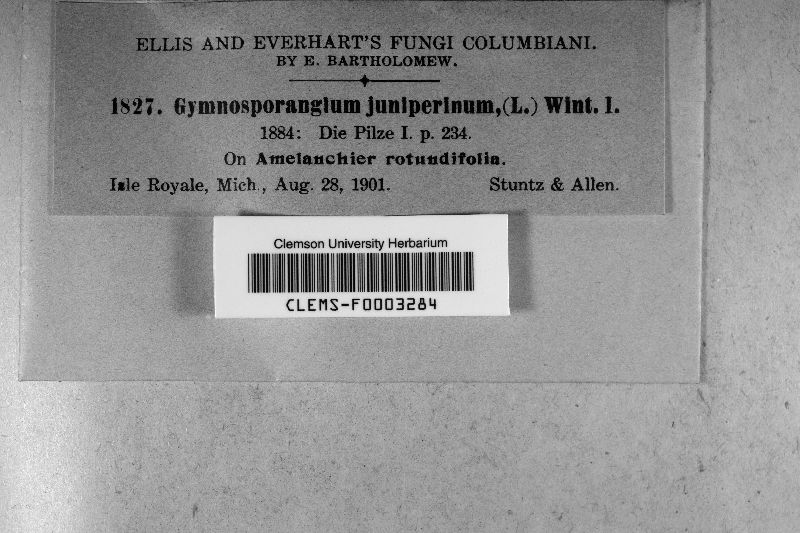 ELLIS AND EVERHART'S FUNGI COLUMBIANI.
BY E. BARTHOLOMEW.
1827. Gymnosporangium juniperinum,(L.) Wint. I.
1884: Die Pilze I. p. 234.
On Amelanchier rotundifolia.
Isle Royale, Mich., Aug. 28, 1901. Stuntz & Allen.
Clemson University Herbarium
CLEMS-F0003284